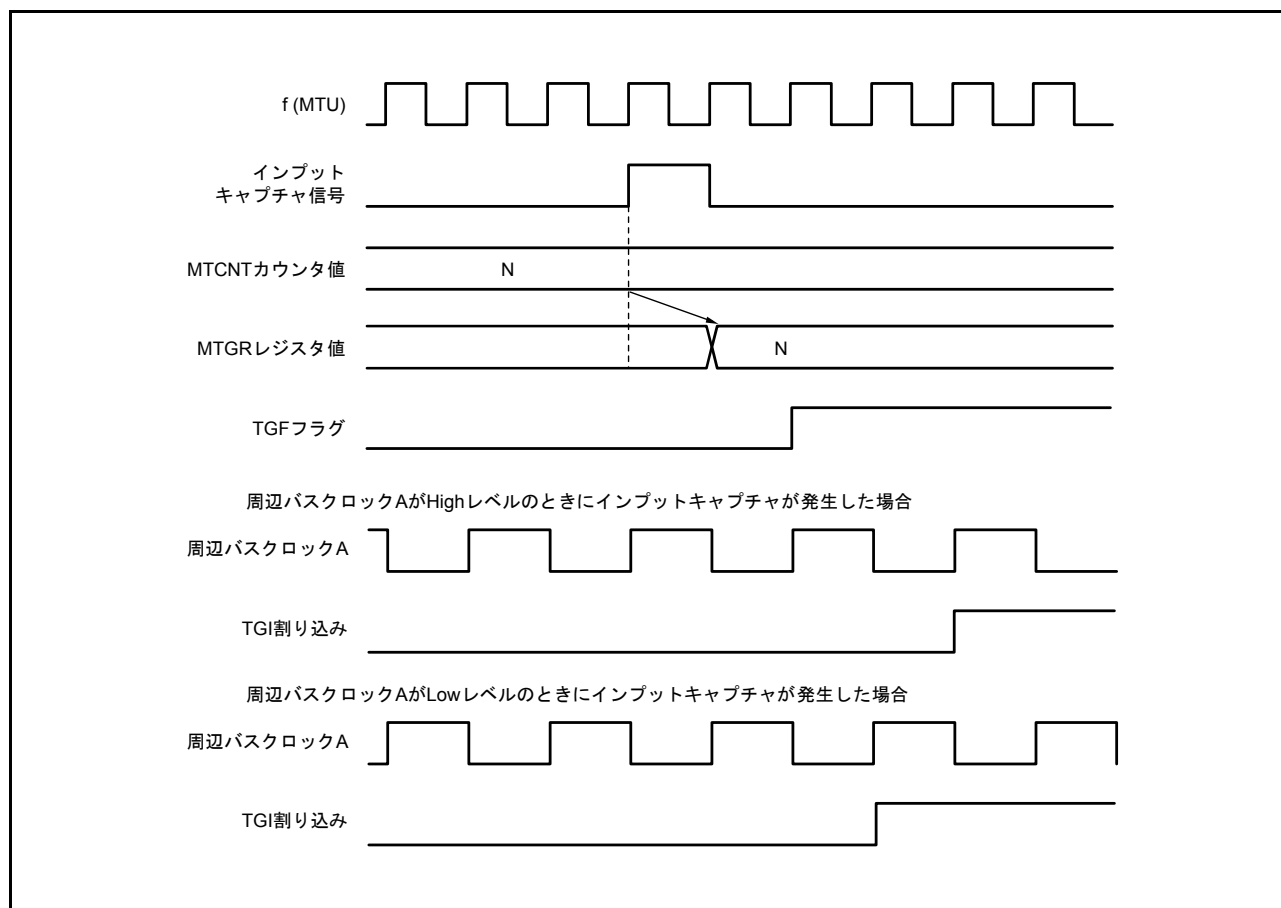 f (MTU)
インプット
キャプチャ信号
MTCNTカウンタ値
N
MTGRレジスタ値
N
TGFフラグ
周辺バスクロックAがHighレベルのときにインプットキャプチャが発生した場合
周辺バスクロックA
TGI割り込み
周辺バスクロックAがLowレベルのときにインプットキャプチャが発生した場合
周辺バスクロックA
TGI割り込み